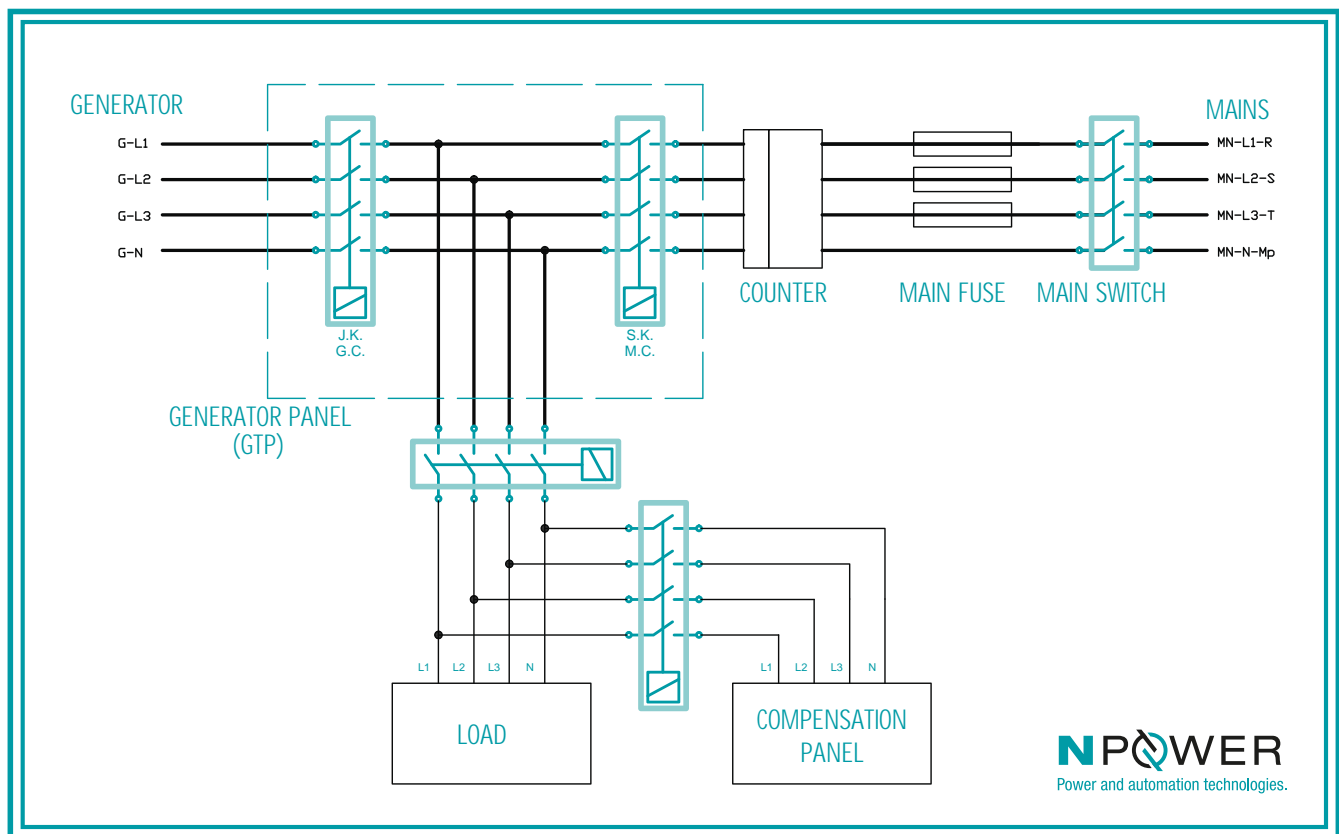 GENERATOR
MAINS
G-L1
MN-L1-R
G-L2
MN-L2-S
G-L3
MN-L3-T
G-N
MN-N-Mp
COUNTER
MAIN FUSE
MAIN SWITCH
J.K.
G.C.
S.K.
M.C.
GENERATOR PANEL
(GTP)
L1 L2 L3 N
L1 L2 L3 N
LOAD
COMPENSATION
PANEL
NPOWER
Power and automation technologies.